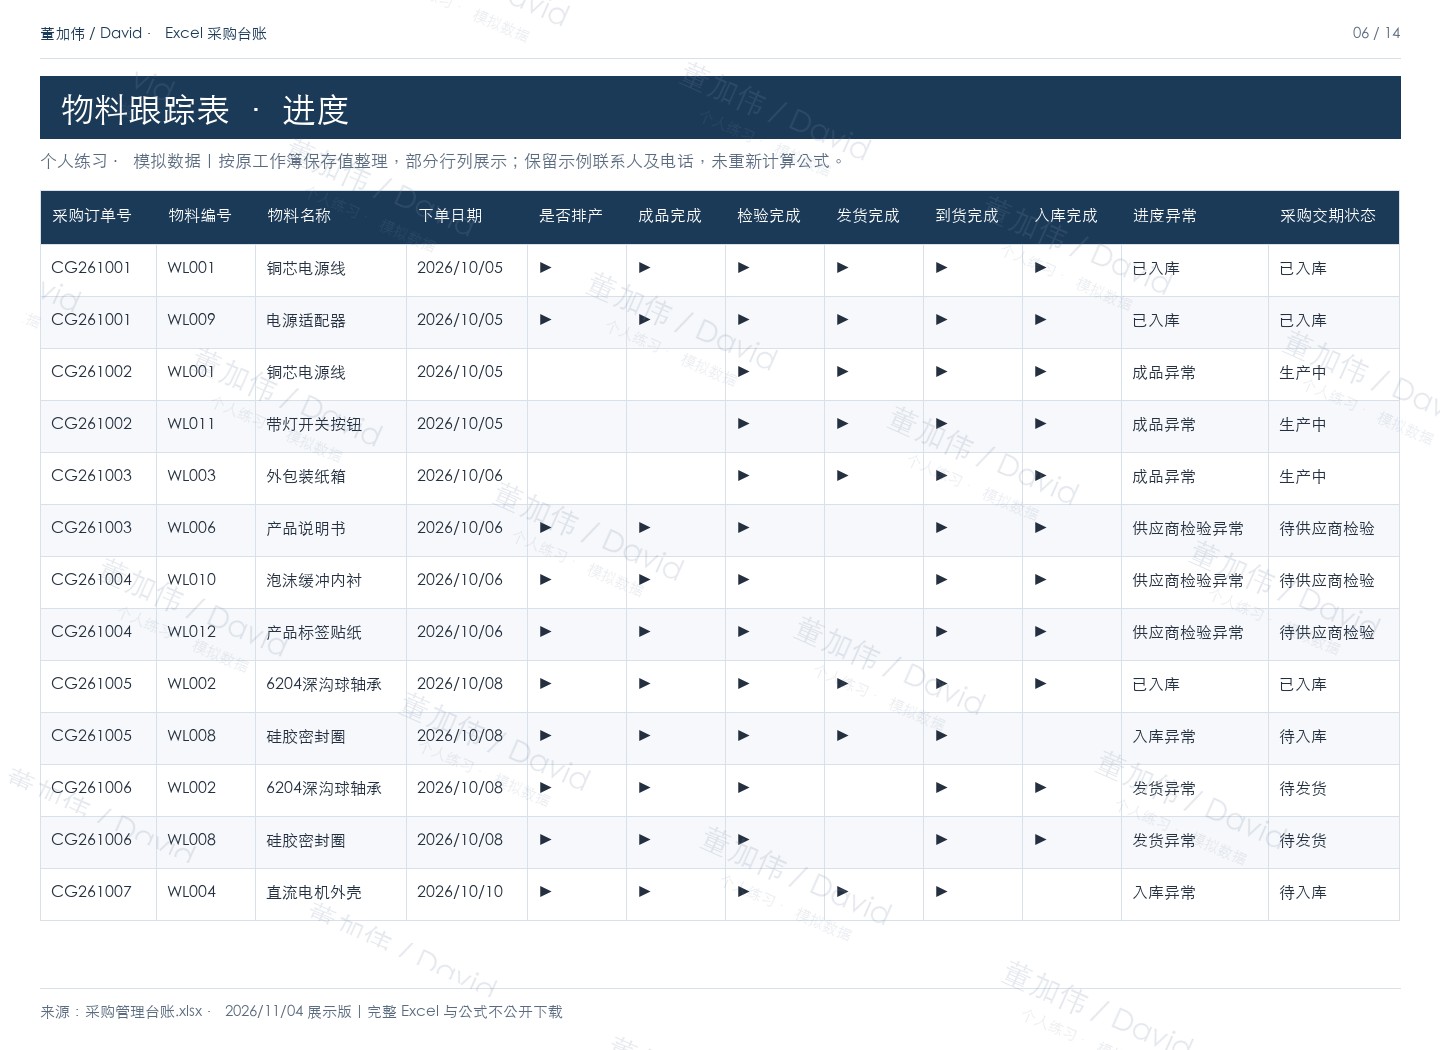 董加伟 / David · Excel 采购台账 06 / 14
物料跟踪表 · 进度
个人练习 · 模拟数据丨按原工作簿保存值整理，部分行列展示；保留示例联系人及电话，未重新计算公式。
采购订单号 物料编号 物料名称 下单日期 是否排产 成品完成 检验完成 发货完成 到货完成 入库完成 进度异常 采购交期状态
CG261001 WL001 铜芯电源线 2026/10/05 ► ► ► ► ► ► 已入库 已入库
CG261001 WL009 电源适配器 2026/10/05 ► ► ► ► ► ► 已入库 已入库
CG261002 WL001 铜芯电源线 2026/10/05 ► ► ► ► 成品异常 生产中
CG261002 WL011 带灯开关按钮 2026/10/05 ► ► ► ► 成品异常 生产中
CG261003 WL003 外包装纸箱 2026/10/06 ► ► ► ► 成品异常 生产中
CG261003 WL006 产品说明书 2026/10/06 ► ► ► ► ► 供应商检验异常 待供应商检验
CG261004 WL010 泡沫缓冲内衬 2026/10/06 ► ► ► ► ► 供应商检验异常 待供应商检验
CG261004 WL012 产品标签贴纸 2026/10/06 ► ► ► ► ► 供应商检验异常 待供应商检验
CG261005 WL002 6204深沟球轴承 2026/10/08 ► ► ► ► ► ► 已入库 已入库
CG261005 WL008 硅胶密封圈 2026/10/08 ► ► ► ► ► 入库异常 待入库
CG261006 WL002 6204深沟球轴承 2026/10/08 ► ► ► ► ► 发货异常 待发货
CG261006 WL008 硅胶密封圈 2026/10/08 ► ► ► ► ► 发货异常 待发货
CG261007 WL004 直流电机外壳 2026/10/10 ► ► ► ► ► 入库异常 待入库
来源：采购管理台账.xlsx · 2026/11/04 展示版丨完整 Excel 与公式不公开下载
董加伟 / David
个人练习 · 模拟数据